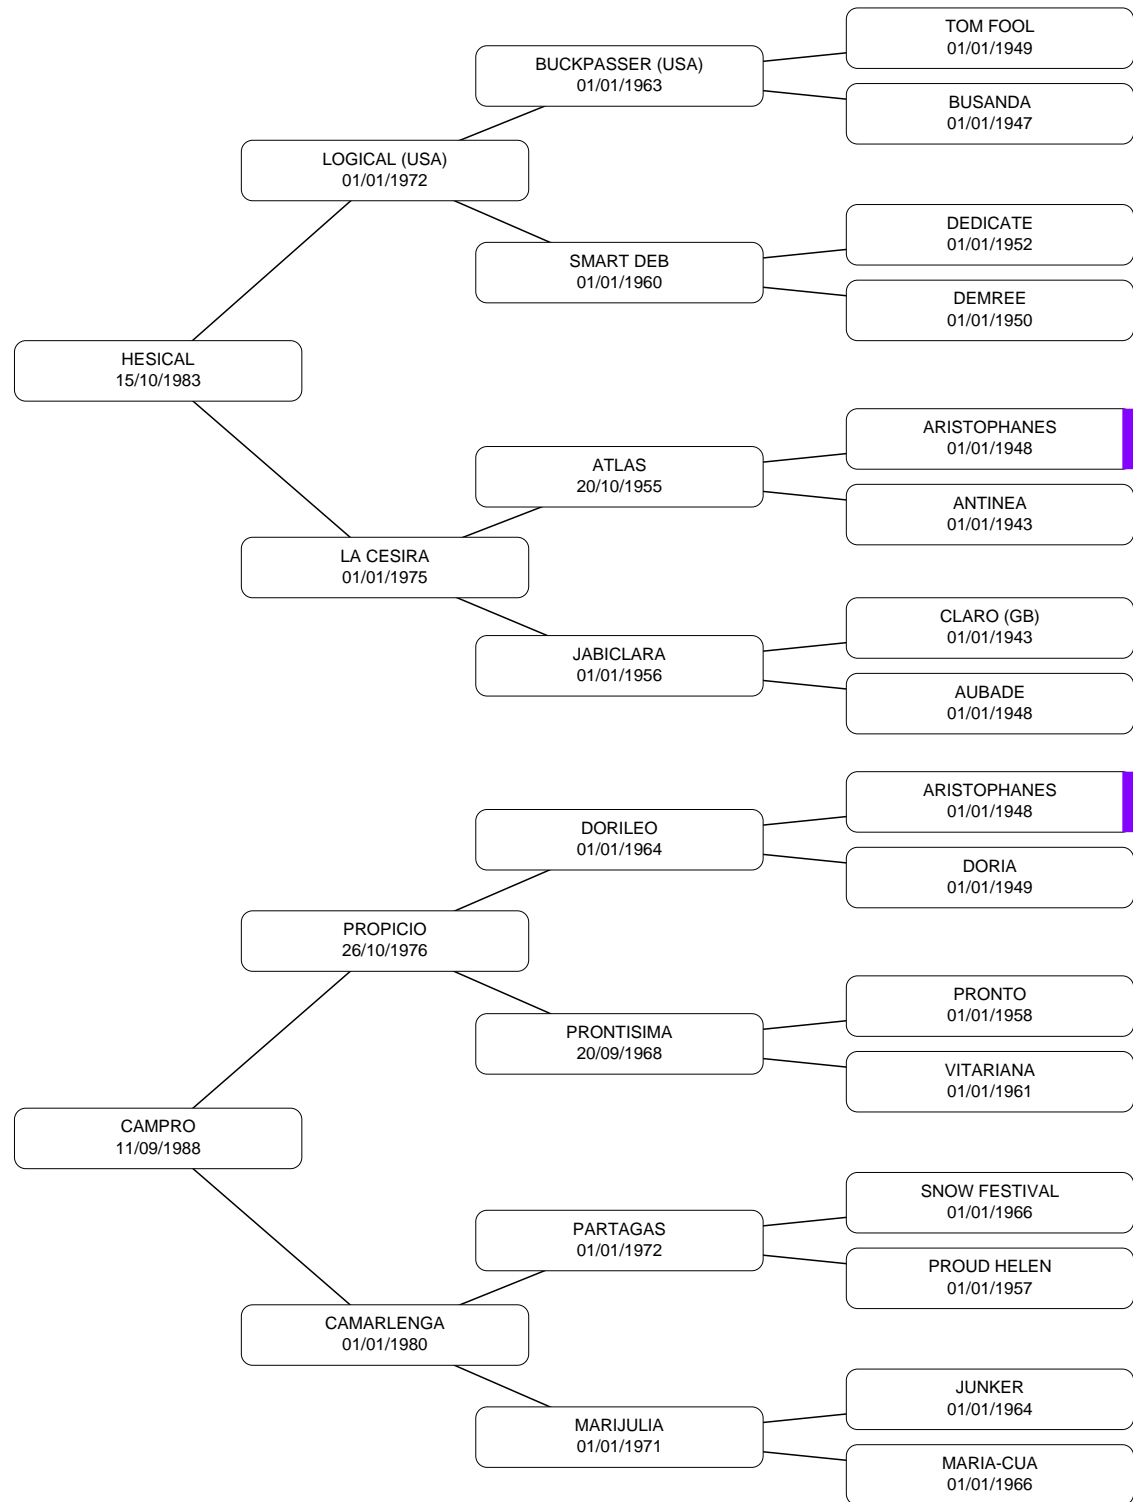 TOM FOOL
01/01/1949
BUCKPASSER (USA)
01/01/1963
BUSANDA
01/01/1947
LOGICAL (USA)
01/01/1972
DEDICATE
01/01/1952
SMART DEB
01/01/1960
DEMREE
01/01/1950
HESICAL
15/10/1983
ARISTOPHANES
01/01/1948
ATLAS
20/10/1955
ANTINEA
01/01/1943
LA CESIRA
01/01/1975
CLARO (GB)
01/01/1943
JABICLARA
01/01/1956
AUBADE
01/01/1948
ARISTOPHANES
01/01/1948
DORILEO
01/01/1964
DORIA
01/01/1949
PROPICIO
26/10/1976
PRONTO
01/01/1958
PRONTISIMA
20/09/1968
VITARIANA
01/01/1961
CAMPRO
11/09/1988
SNOW FESTIVAL
01/01/1966
PARTAGAS
01/01/1972
PROUD HELEN
01/01/1957
CAMARLENGA
01/01/1980
JUNKER
01/01/1964
MARIJULIA
01/01/1971
MARIA-CUA
01/01/1966